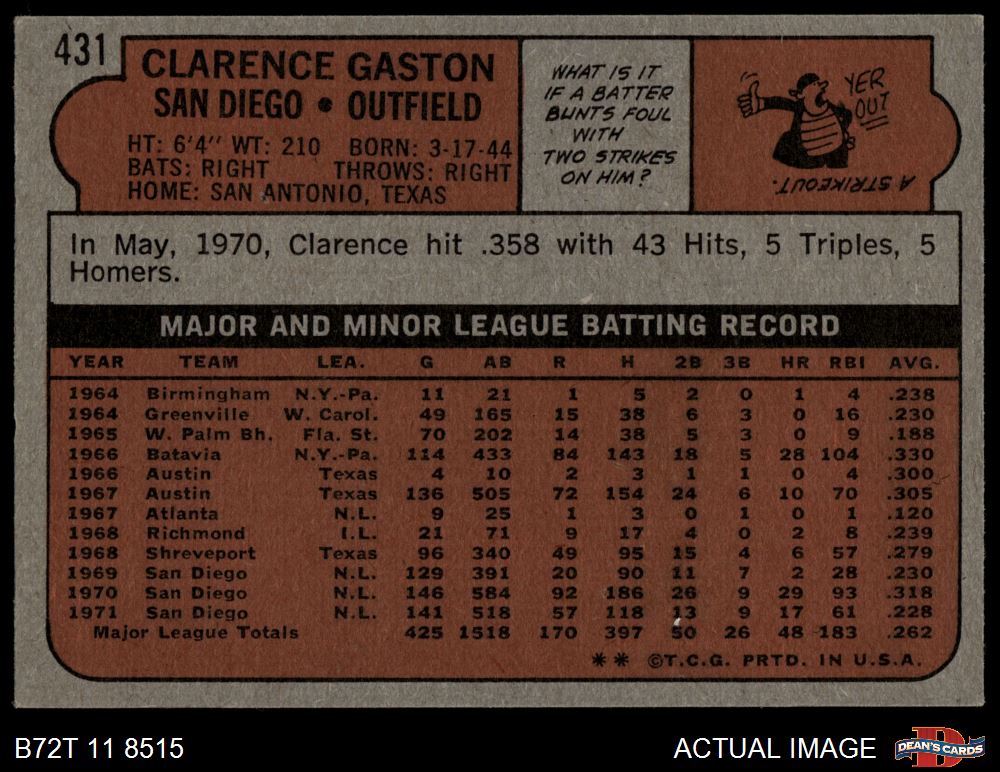 431
CLARENCE GASTON
SAN DIEGO • OUTFIELD
HT: 6'4" WT: 210 BORN: 3-17-44
BATS: RIGHT THROWS: RIGHT
HOME: SAN ANTONIO, TEXAS
WHAT IS IT
IF A BATTER
BUNTS FOUL
WITH
TWO STRIKES
ON HIM?
YER
OUT
A STRIKEOUT.
In May, 1970, Clarence hit .358 with 43 Hits, 5 Triples, 5
Homers.
MAJOR AND MINOR LEAGUE BATTING RECORD
YEAR TEAM LEA. G AB R H 2B 3B HR RBI AVG.
1964 Birmingham N.Y.-Pa. 11 21 1 5 2 0 1 4 .238
1964 Greenville W. Carol. 49 165 15 38 6 3 0 16 .230
1965 W. Palm Bh. Fla. St. 70 202 14 38 5 3 0 9 .188
1966 Batavia N.Y.-Pa. 114 433 84 143 18 5 28 104 .330
1966 Austin Texas 4 10 2 3 1 1 0 4 .300
1967 Austin Texas 136 505 72 154 24 6 10 70 .305
1967 Atlanta N.L. 9 25 1 3 0 1 0 1 .120
1968 Richmond I.L. 21 71 9 17 4 0 2 8 .239
1968 Shreveport Texas 96 340 49 95 15 4 6 57 .279
1969 San Diego N.L. 129 391 20 90 11 7 2 28 .230
1970 San Diego N.L. 146 584 92 186 26 9 29 93 .318
1971 San Diego N.L. 141 518 57 118 13 9 17 61 .228
Major League Totals 425 1518 170 397 50 26 48 183 .262
** ©T.C.G. PRTD. IN U.S.A.
B72T 11 8515
ACTUAL IMAGE
DEAN'S CARDS